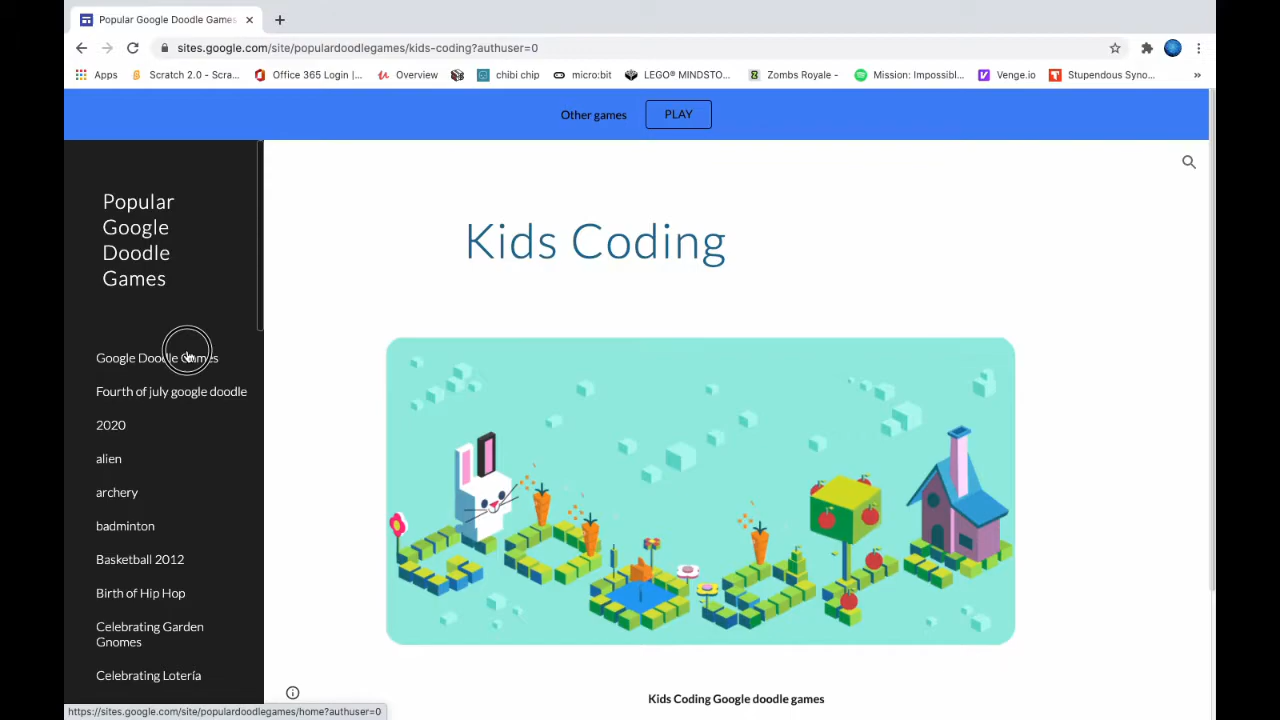 Popular Google Doodle Games
sites.google.com/site/populardoodlegames/kids-coding?authuser=0
Apps
Scratch 2.0 - Scra...
Office 365 Login |...
Overview
chibi chip
micro:bit
LEGO® MINDSTO...
Zombs Royale -
Mission: Impossibl...
Venge.io
Stupendous Syno...
»
Other games
PLAY
Popular
Google
Doodle
Games
Kids Coding
Google Doodle Games
Fourth of july google doodle
2020
alien
archery
badminton
Basketball 2012
Birth of Hip Hop
Celebrating Garden
Gnomes
Celebrating Lotería
Kids Coding Google doodle games
https://sites.google.com/site/populardoodlegames/home?authuser=0